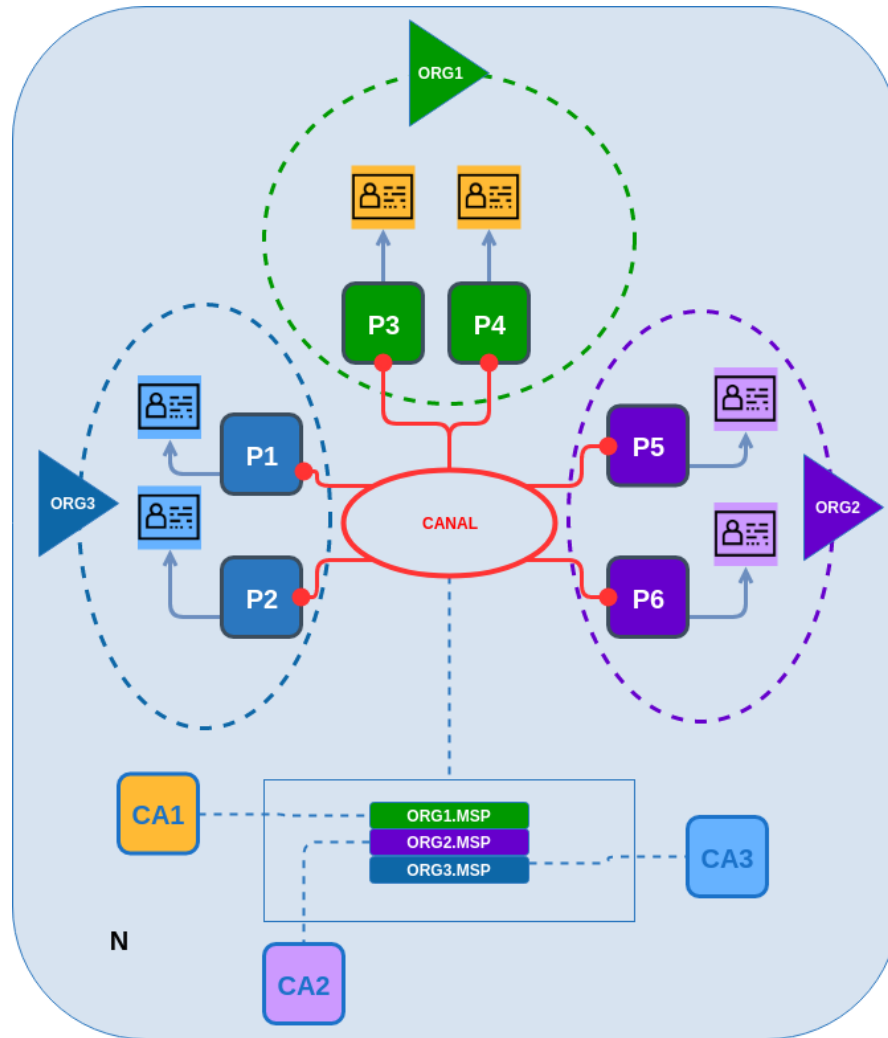 ORG1
P3
P4
P1
P5
ORG3
CANAL
ORG2
P2
P6
CA1
ORG1.MSP
ORG2.MSP
ORG3.MSP
CA3
N
CA2